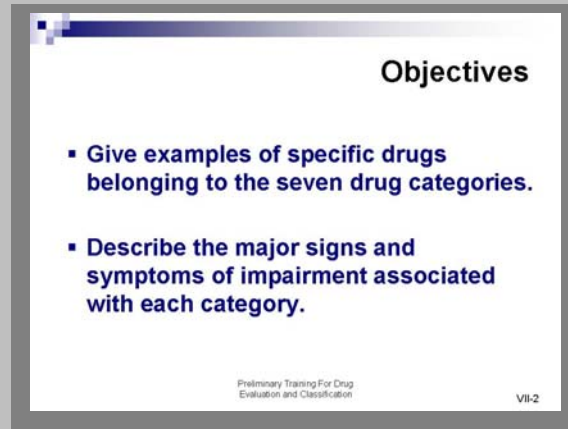 Objectives
▪ Give examples of specific drugs
belonging to the seven drug categories.
▪ Describe the major signs and
symptoms of impairment associated
with each category.
Preliminary Training For Drug
Evaluation and Classification
VII-2